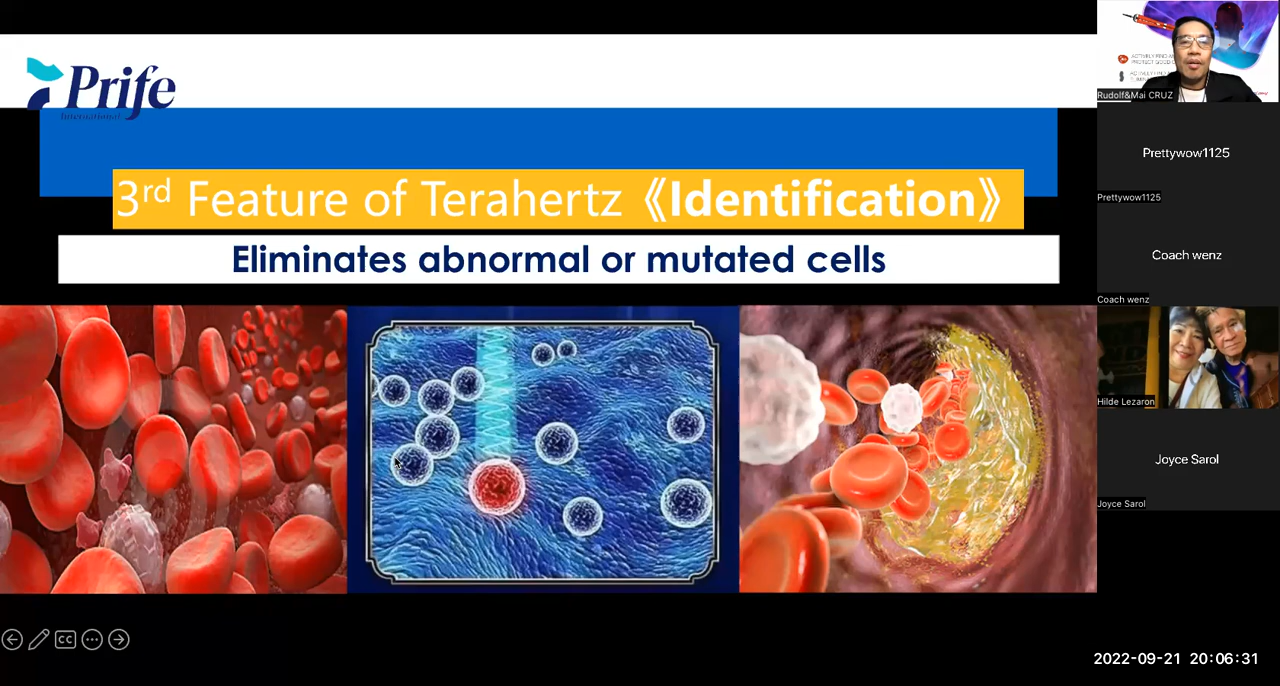 Prife
International
3rd Feature of Terahertz 《Identification》
Eliminates abnormal or mutated cells
CC
Rudolf&Mai CRUZ
Prettywow1125
Prettywow1125
Coach wenz
Coach wenz
Hilde Lezaron
Joyce Sarol
Joyce Sarol
2022-09-21 20:06:31